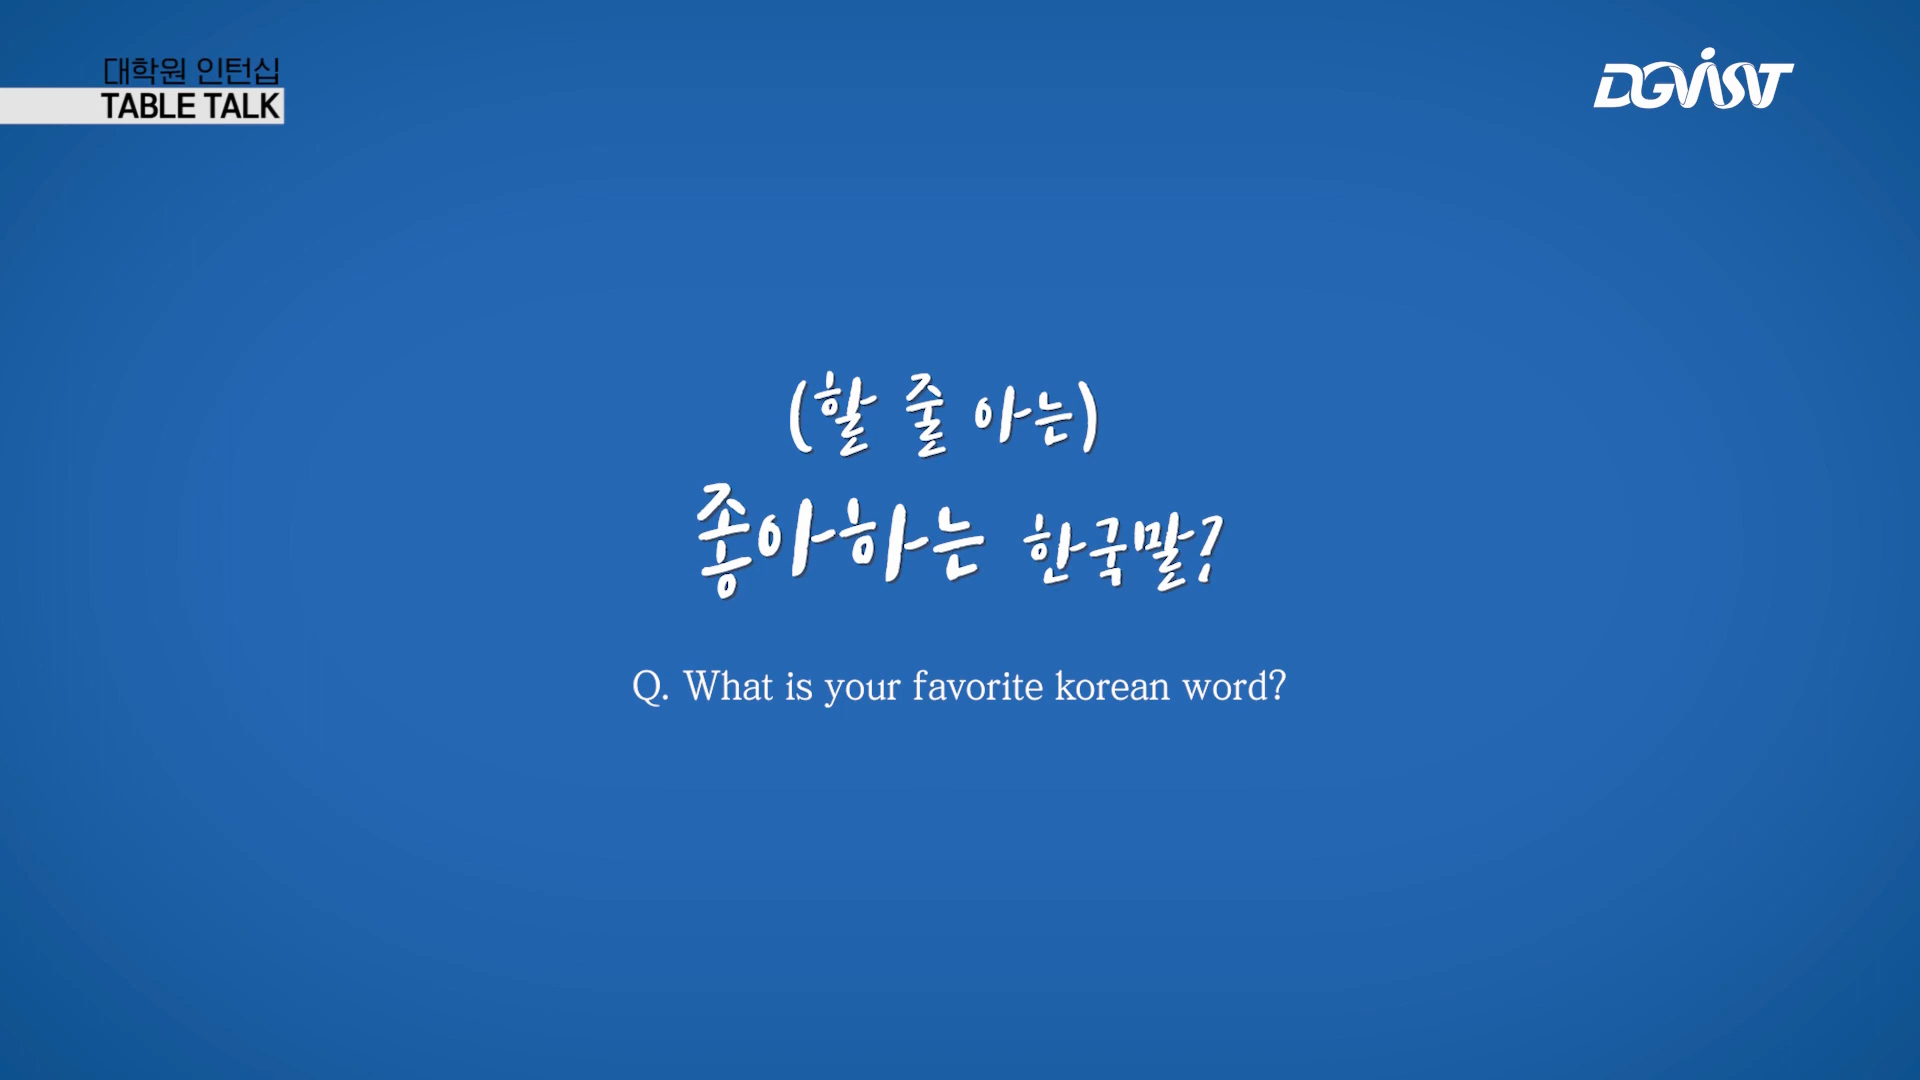 대학원 인턴십
TABLE TALK
DGIST
(할 줄 아는)
좋아하는 한국말?
Q. What is your favorite korean word?